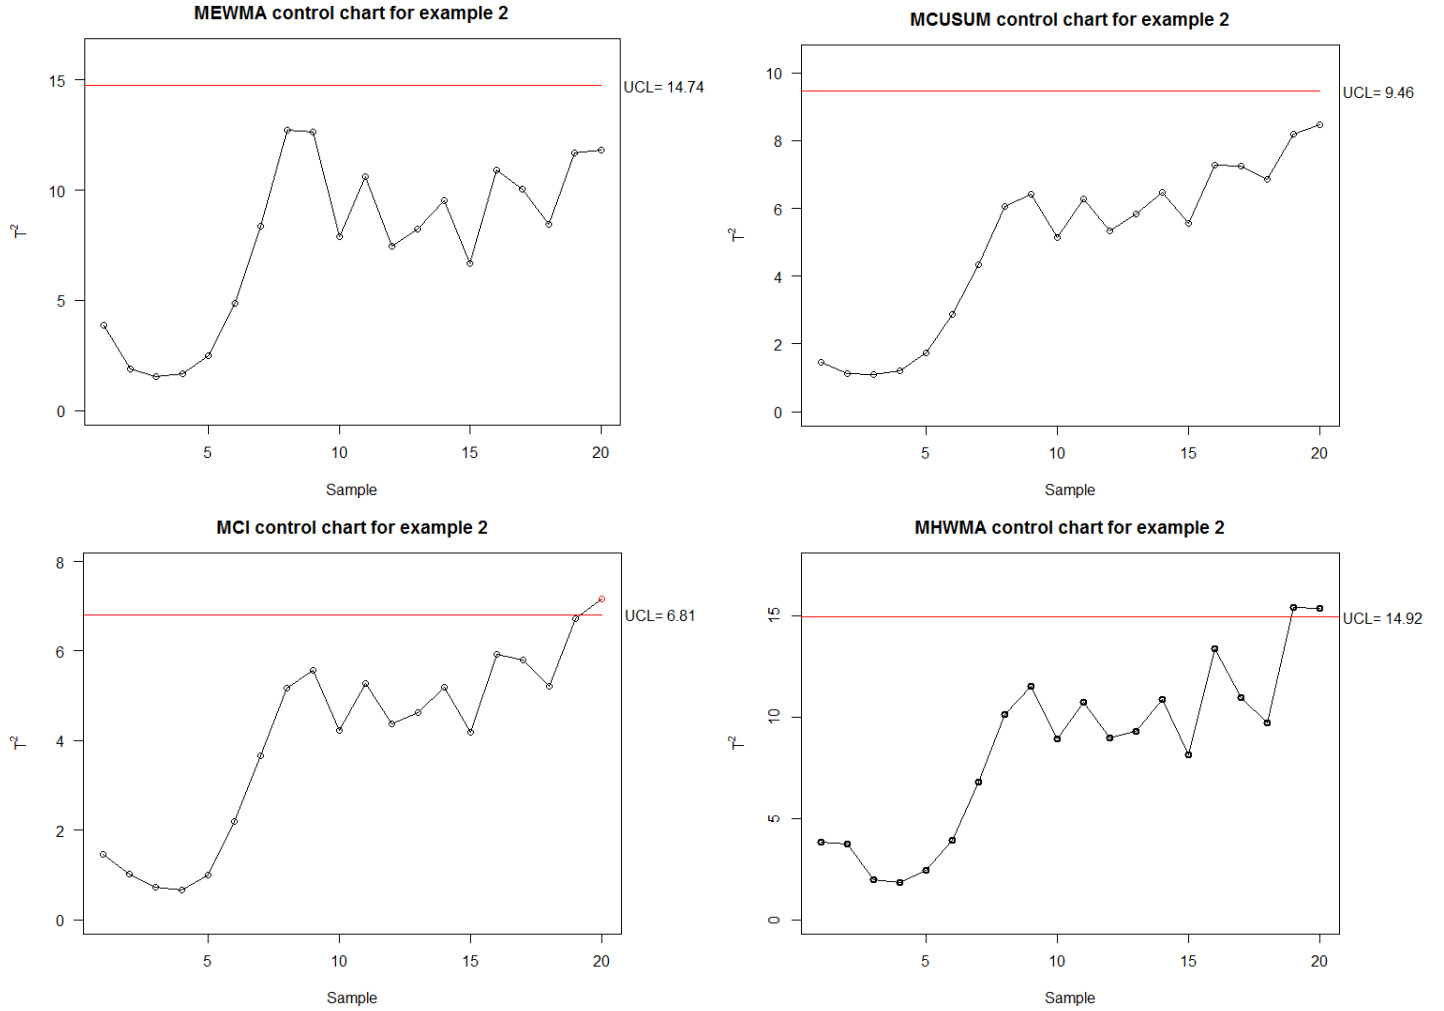 MEWMA control chart for example 2
15
10
5
0
T²
UCL= 14.74
5
10
15
20
Sample
MCUSUM control chart for example 2
10
8
6
4
2
0
T²
UCL= 9.46
5
10
15
20
Sample
MCI control chart for example 2
8
6
4
2
0
T²
UCL= 6.81
5
10
15
20
Sample
MHWMA control chart for example 2
15
10
5
0
T²
UCL= 14.92
5
10
15
20
Sample